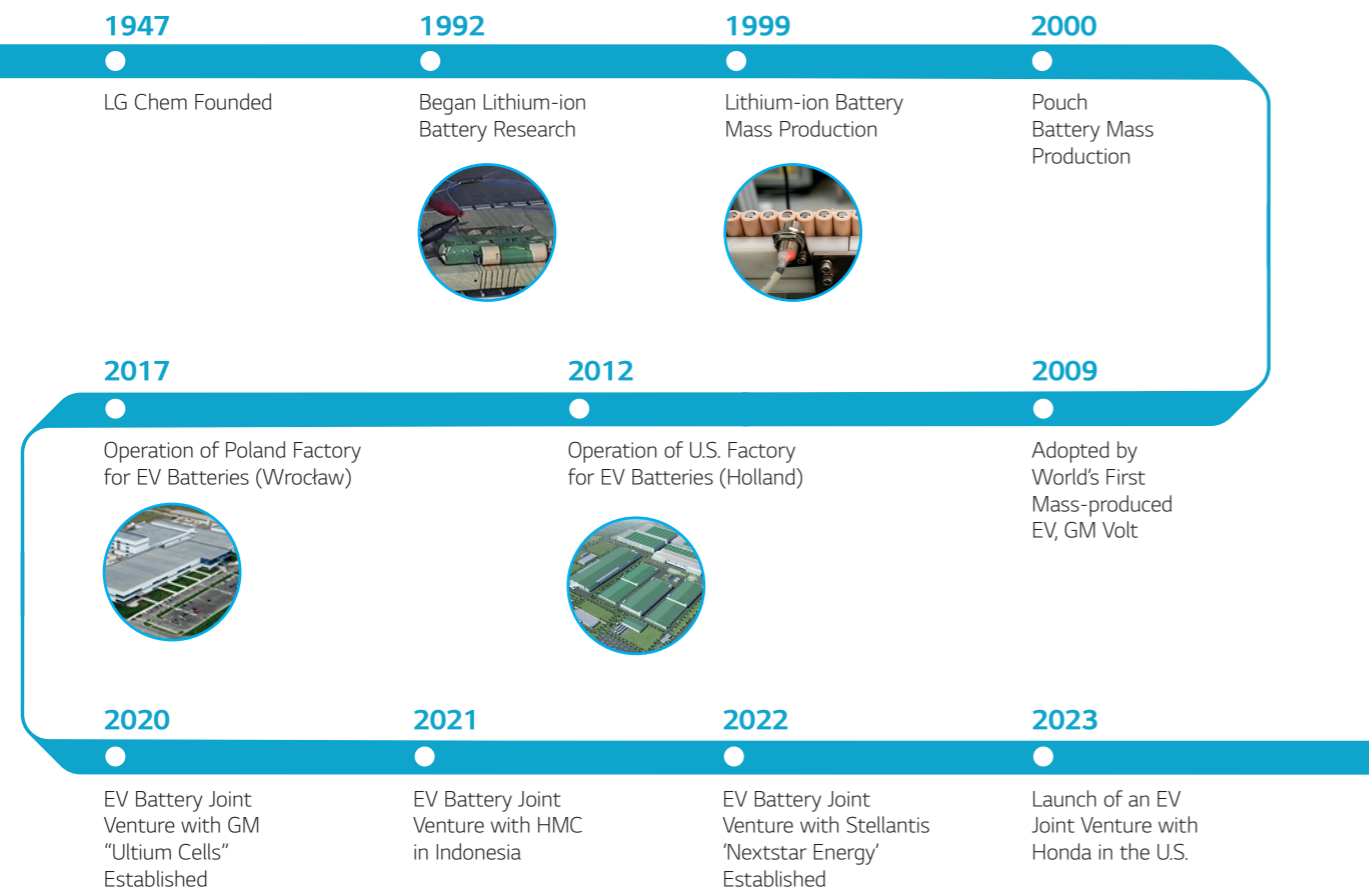 1947
LG Chem Founded
1992
Began Lithium-ion
Battery Research
1999
Lithium-ion Battery
Mass Production
2000
Pouch
Battery Mass
Production
2009
Adopted by
World's First
Mass-produced
EV, GM Volt
2012
Operation of U.S. Factory
for EV Batteries (Holland)
2017
Operation of Poland Factory
for EV Batteries (Wrocław)
2020
EV Battery Joint
Venture with GM
“Ultium Cells”
Established
2021
EV Battery Joint
Venture with HMC
in Indonesia
2022
EV Battery Joint
Venture with Stellantis
‘Nextstar Energy’
Established
2023
Launch of an EV
Joint Venture with
Honda in the U.S.